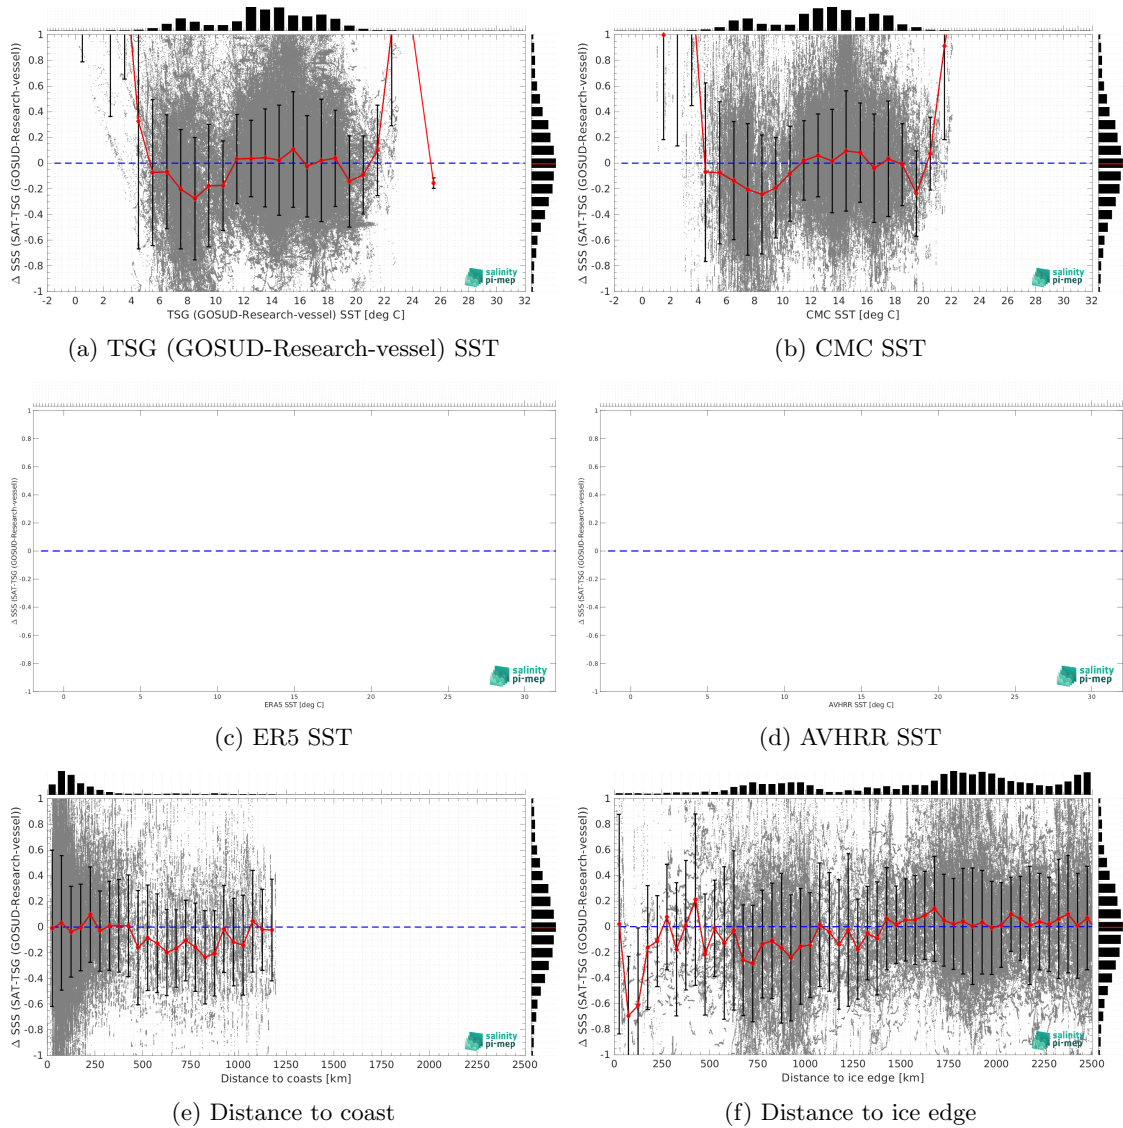 1
0.8
0.6
0.4
0.2
0
-0.2
-0.4
-0.6
-0.8
-1
Δ SSS (SAT-TSG (GOSUD-Research-vessel))
-2 0 2 4 6 8 10 12 14 16 18 20 22 24 26 28 30 32
TSG (GOSUD-Research-vessel) SST [deg C]
salinity
pi-mep
(a) TSG (GOSUD-Research-vessel) SST
1
0.8
0.6
0.4
0.2
0
-0.2
-0.4
-0.6
-0.8
-1
Δ SSS (SAT-TSG (GOSUD-Research-vessel))
-2 0 2 4 6 8 10 12 14 16 18 20 22 24 26 28 30 32
CMC SST [deg C]
salinity
pi-mep
(b) CMC SST
1
0.8
0.6
0.4
0.2
0
-0.2
-0.4
-0.6
-0.8
-1
Δ SSS (SAT-TSG (GOSUD-Research-vessel))
0 5 10 15 20 25 30
ERA5 SST [deg C]
salinity
pi-mep
(c) ER5 SST
1
0.8
0.6
0.4
0.2
0
-0.2
-0.4
-0.6
-0.8
-1
Δ SSS (SAT-TSG (GOSUD-Research-vessel))
0 5 10 15 20 25 30
AVHRR SST [deg C]
salinity
pi-mep
(d) AVHRR SST
1
0.8
0.6
0.4
0.2
0
-0.2
-0.4
-0.6
-0.8
-1
Δ SSS (SAT-TSG (GOSUD-Research-vessel))
0 250 500 750 1000 1250 1500 1750 2000 2250 2500
Distance to coasts [km]
salinity
pi-mep
(e) Distance to coast
1
0.8
0.6
0.4
0.2
0
-0.2
-0.4
-0.6
-0.8
-1
Δ SSS (SAT-TSG (GOSUD-Research-vessel))
0 250 500 750 1000 1250 1500 1750 2000 2250 2500
Distance to ice edge [km]
salinity
pi-mep
(f) Distance to ice edge